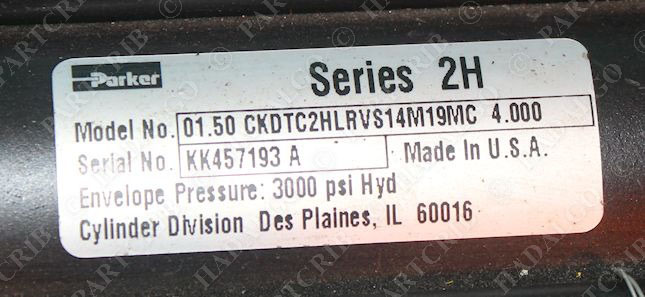 Parker
Series 2H
Model No. 01.50 CKDTC2HLRVS14M19MC 4.000
Serial No. KK457193 A Made In U.S.A.
Envelope Pressure: 3000 psi Hyd
Cylinder Division Des Plaines, IL 60016